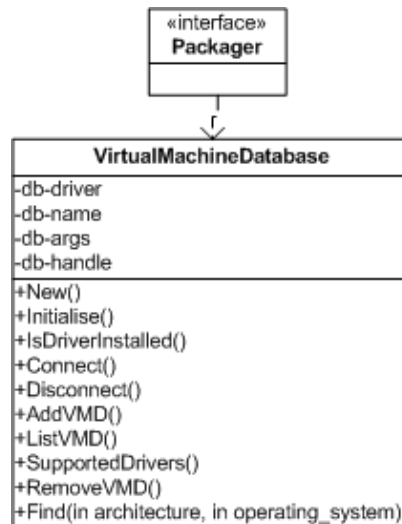 «interface»
Packager
VirtualMachineDatabase
-db-driver
-db-name
-db-args
-db-handle
+New()
+Initialise()
+IsDriverInstalled()
+Connect()
+Disconnect()
+AddVMD()
+ListVMD()
+SupportedDrivers()
+RemoveVMD()
+Find(in architecture, in operating_system)